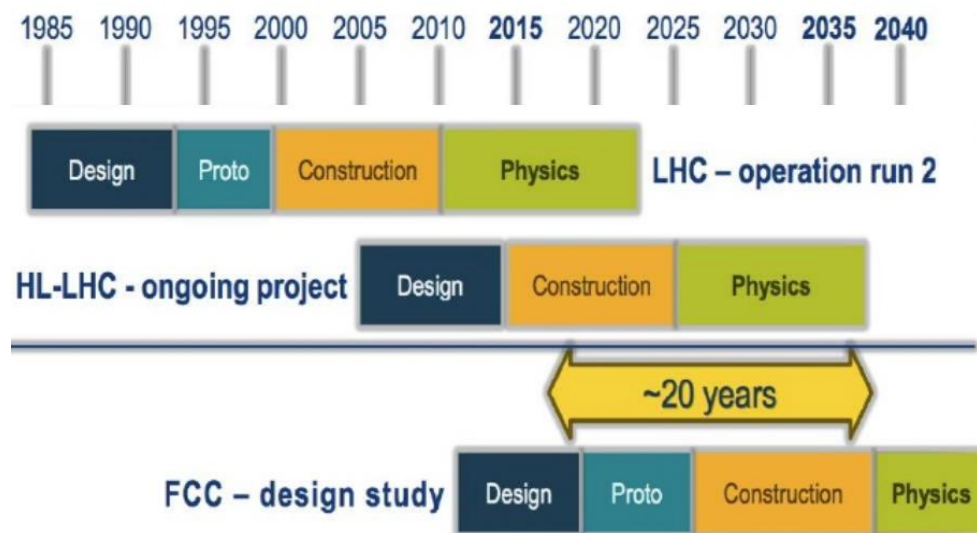 1985 1990 1995 2000 2005 2010 2015 2020 2025 2030 2035 2040
Design Proto Construction Physics LHC – operation run 2
HL-LHC - ongoing project Design Construction Physics
~20 years
FCC – design study Design Proto Construction Physics